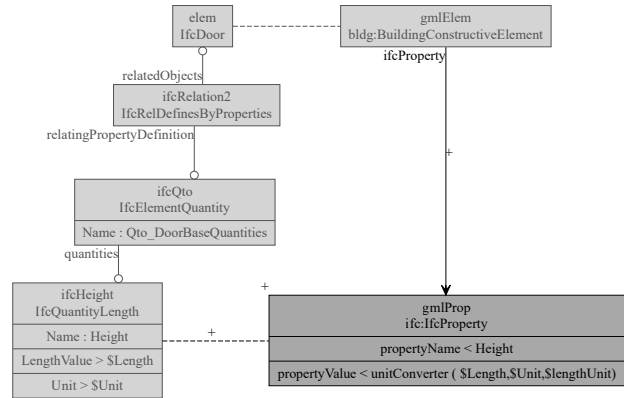 elem
IfcDoor
gmlElem
bldg:BuildingConstructiveElement
ifcProperty
relatedObjects
ifcRelation2
IfcRelDefinesByProperties
relatingPropertyDefinition
+
ifcQto
IfcElementQuantity
Name : Qto_DoorBaseQuantities
quantities
ifcHeight
IfcQuantityLength
Name : Height
LengthValue > $Length
Unit > $Unit
+
+
gmlProp
ifc:IfcProperty
propertyName < Height
propertyValue < unitConverter ( $Length,$Unit,$lengthUnit)